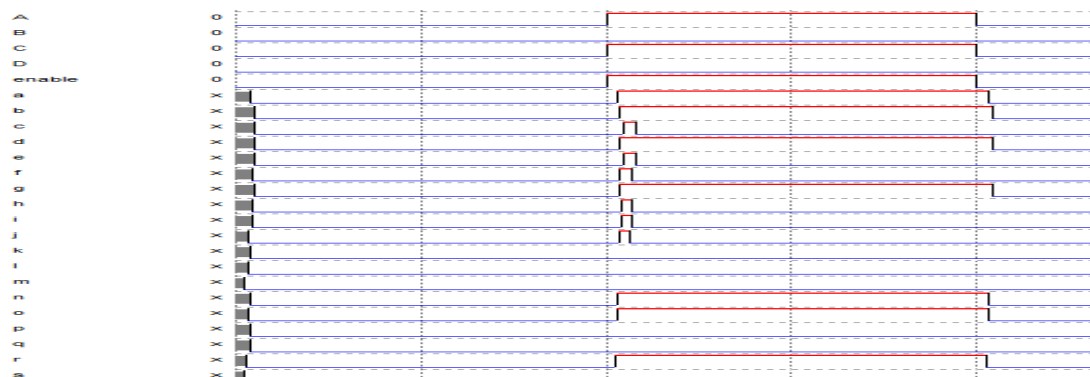 A 0
B 0
C 0
D 0
enable 0
a x
b x
c x
d x
e x
f x
g x
h x
i x
j x
k x
l x
m x
n x
o x
p x
q x
r x
s x